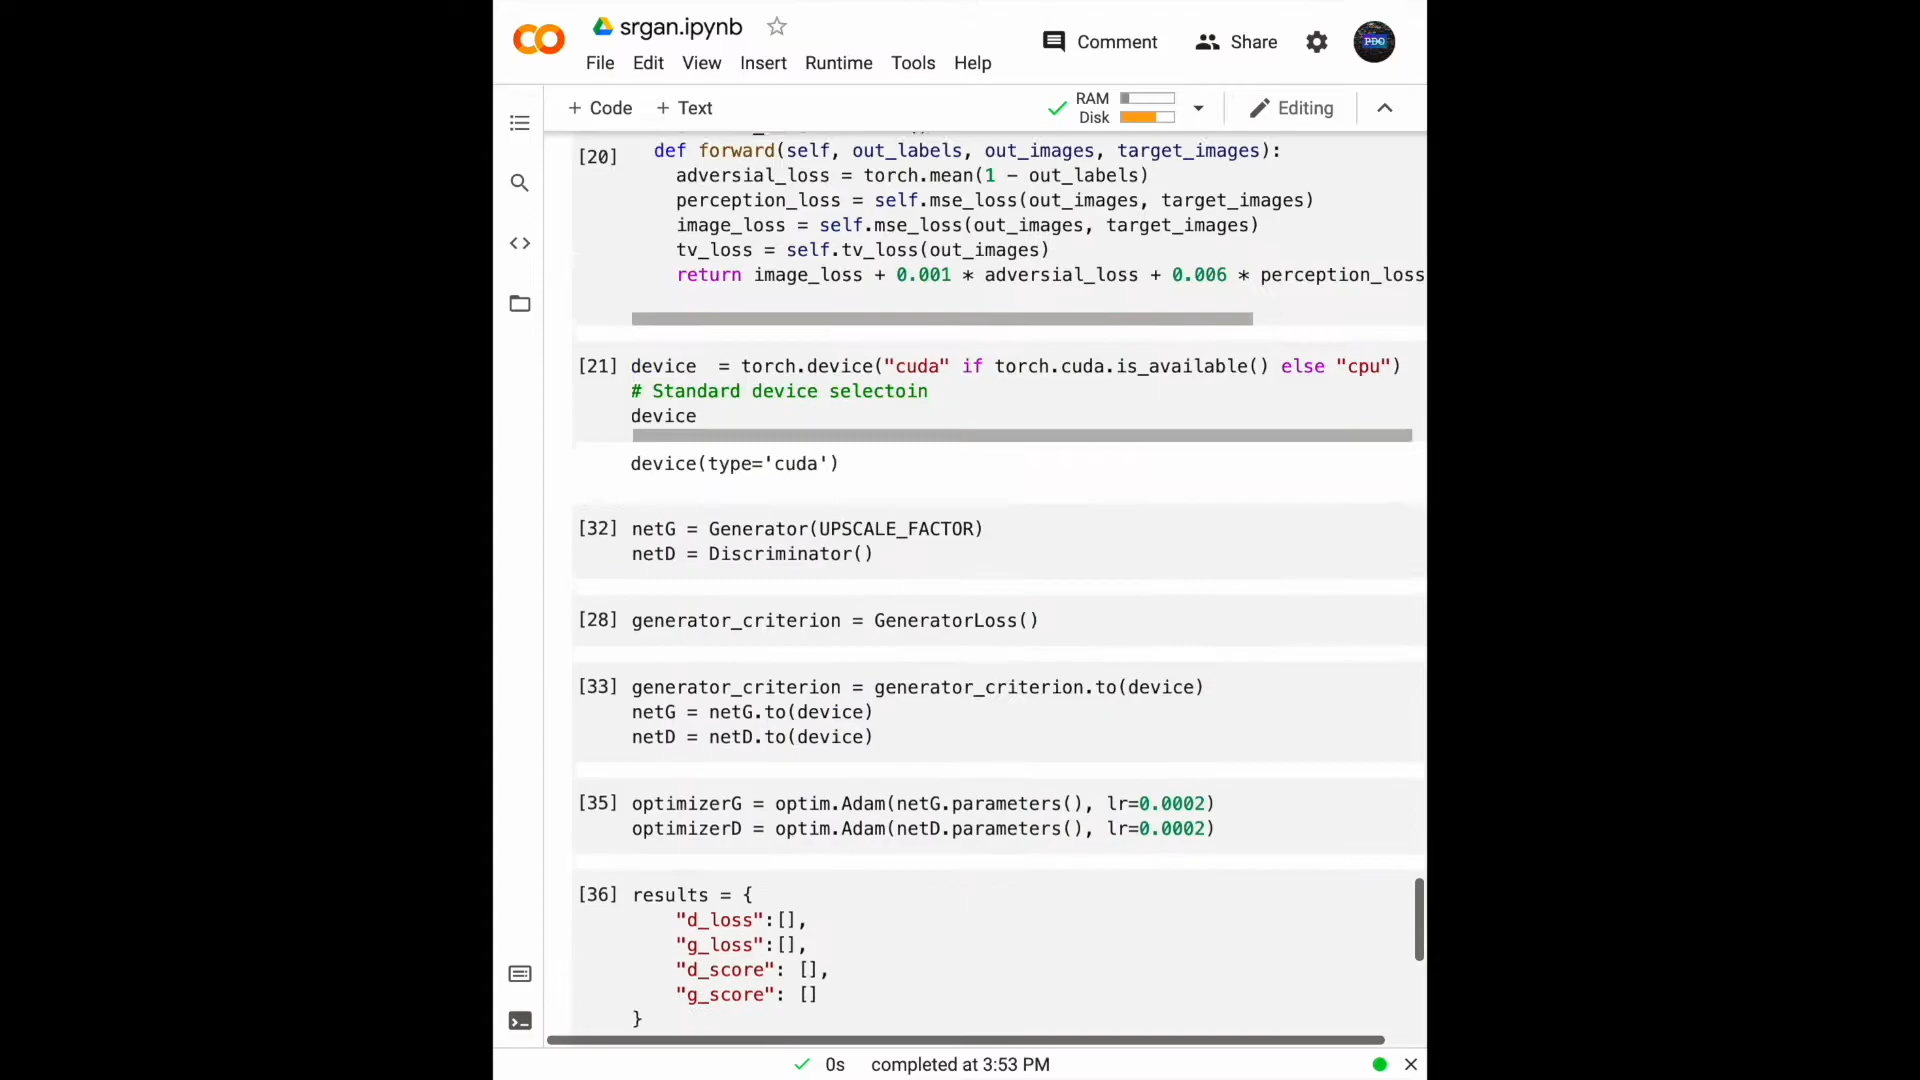 srgan.ipynb
Comment
Share
PDO
File Edit View Insert Runtime Tools Help
+ Code + Text
RAM
Disk
Editing
[20] def forward(self, out_labels, out_images, target_images):
adversial_loss = torch.mean(1 - out_labels)
perception_loss = self.mse_loss(out_images, target_images)
image_loss = self.mse_loss(out_images, target_images)
tv_loss = self.tv_loss(out_images)
return image_loss + 0.001 * adversial_loss + 0.006 * perception_loss
[21] device = torch.device("cuda" if torch.cuda.is_available() else "cpu")
# Standard device selectoin
device
device(type='cuda')
[32] netG = Generator(UPSCALE_FACTOR)
netD = Discriminator()
[28] generator_criterion = GeneratorLoss()
[33] generator_criterion = generator_criterion.to(device)
netG = netG.to(device)
netD = netD.to(device)
[35] optimizerG = optim.Adam(netG.parameters(), lr=0.0002)
optimizerD = optim.Adam(netD.parameters(), lr=0.0002)
[36] results = {
"d_loss":[],
"g_loss":[],
"d_score": [],
"g_score": []
}
0s completed at 3:53 PM